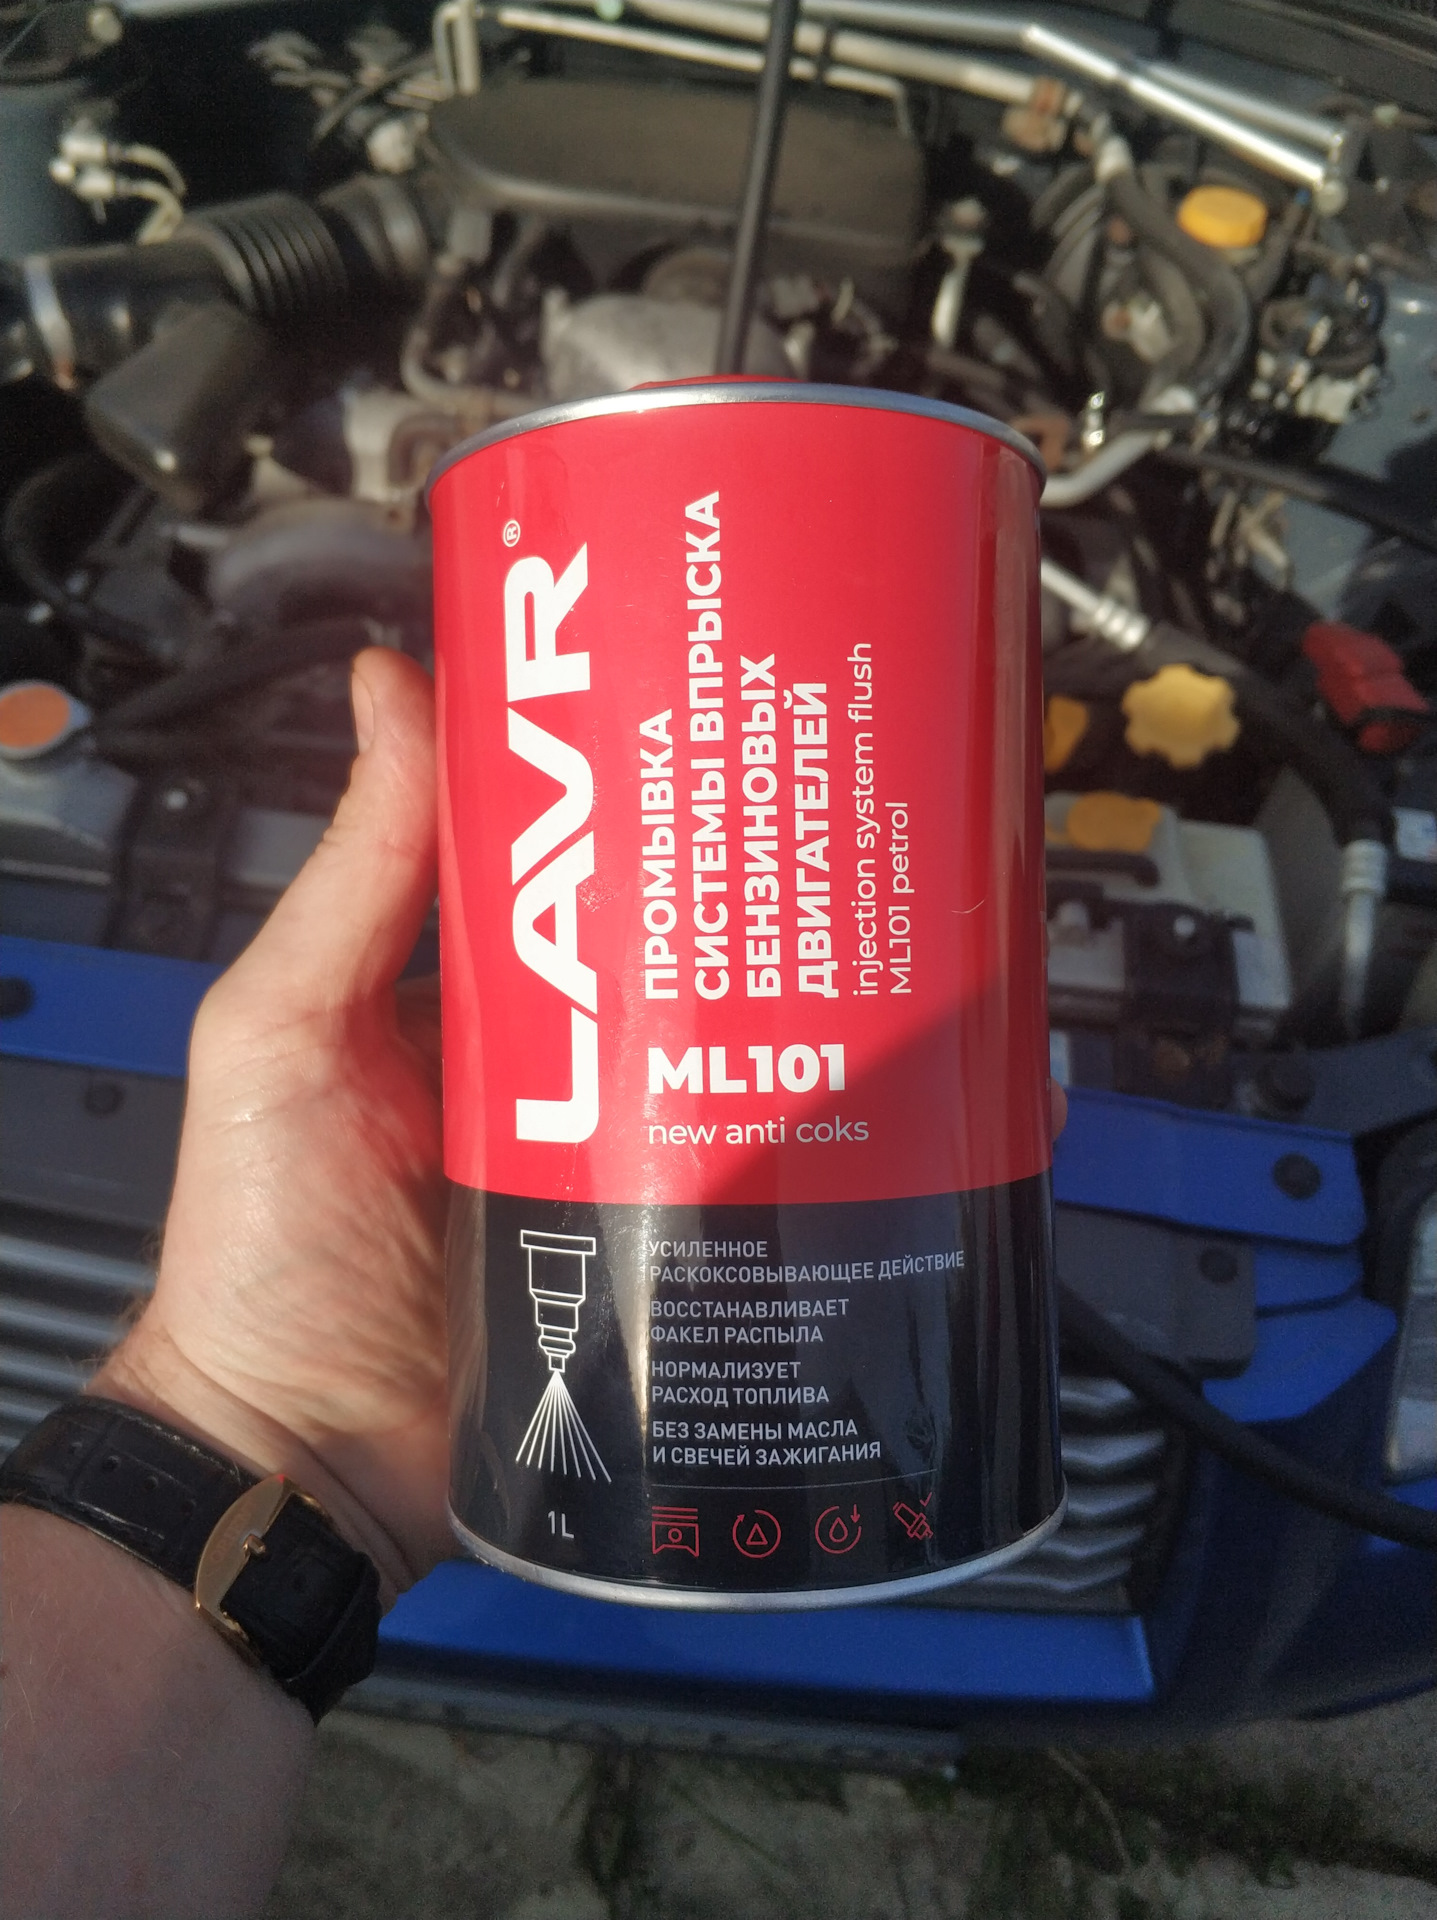 LAVR®
ПРОМЫВКА
СИСТЕМЫ ВПРЫСКА
БЕНЗИНОВЫХ
ДВИГАТЕЛЕЙ
injection system flush
ML101 petrol
ML101
new anti coks
УСИЛЕННОЕ
РАСКОКСОВЫВАЮЩЕЕ ДЕЙСТВИЕ
ВОССТАНАВЛИВАЕТ
ФАКЕЛ РАСПЫЛА
НОРМАЛИЗУЕТ
РАСХОД ТОПЛИВА
БЕЗ ЗАМЕНЫ МАСЛА
И СВЕЧЕЙ ЗАЖИГАНИЯ
1L